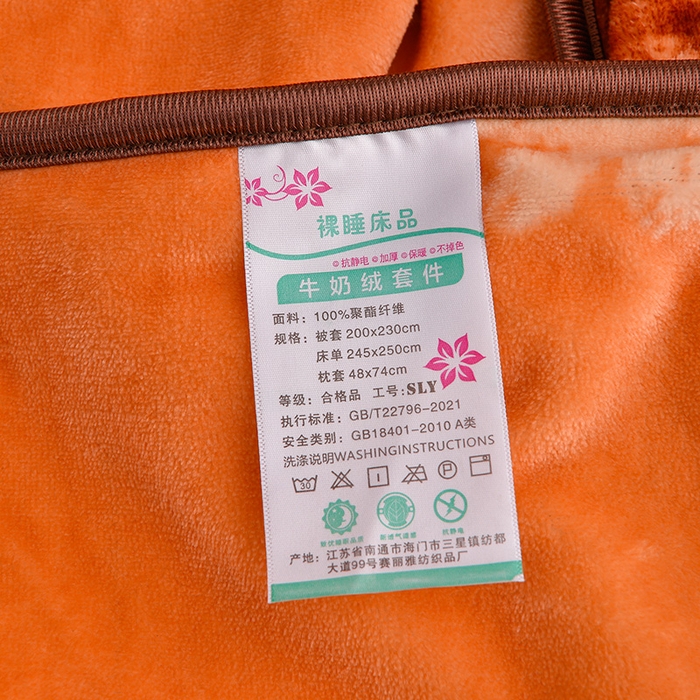 裸睡床品
抗静电 加厚 保暖 不掉色
牛奶绒套件
面料: 100%聚酯纤维
规格: 被套 200x230cm
床单 245x250cm
枕套 48x74cm
等级: 合格品 工号: SLY
执行标准: GB/T22796-2021
安全类别: GB18401-2010 A类
洗涤说明WASHINGINSTRUCTIONS
30 P
抗静电
产地: 江苏省南通市海门市三星镇纺都
大道99号赛丽雅纺织品厂